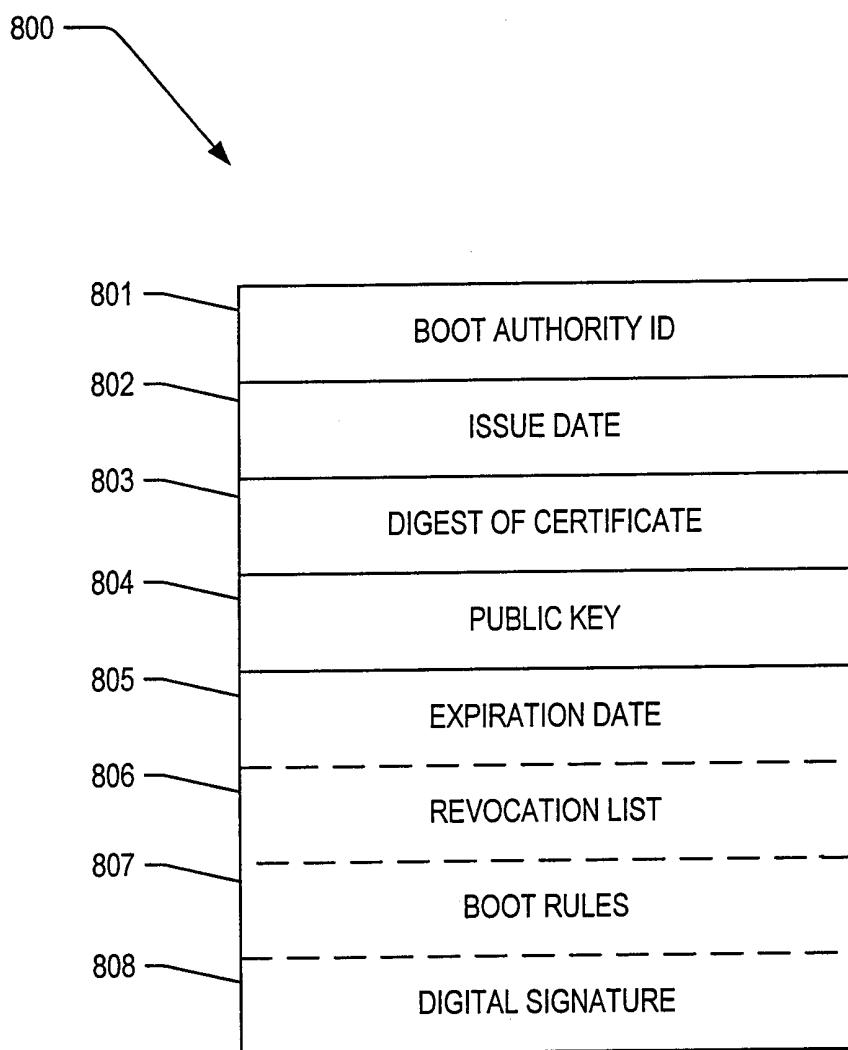 800
801
BOOT AUTHORITY ID
802
ISSUE DATE
803
DIGEST OF CERTIFICATE
804
PUBLIC KEY
805
EXPIRATION DATE
806
REVOCATION LIST
807
BOOT RULES
808
DIGITAL SIGNATURE